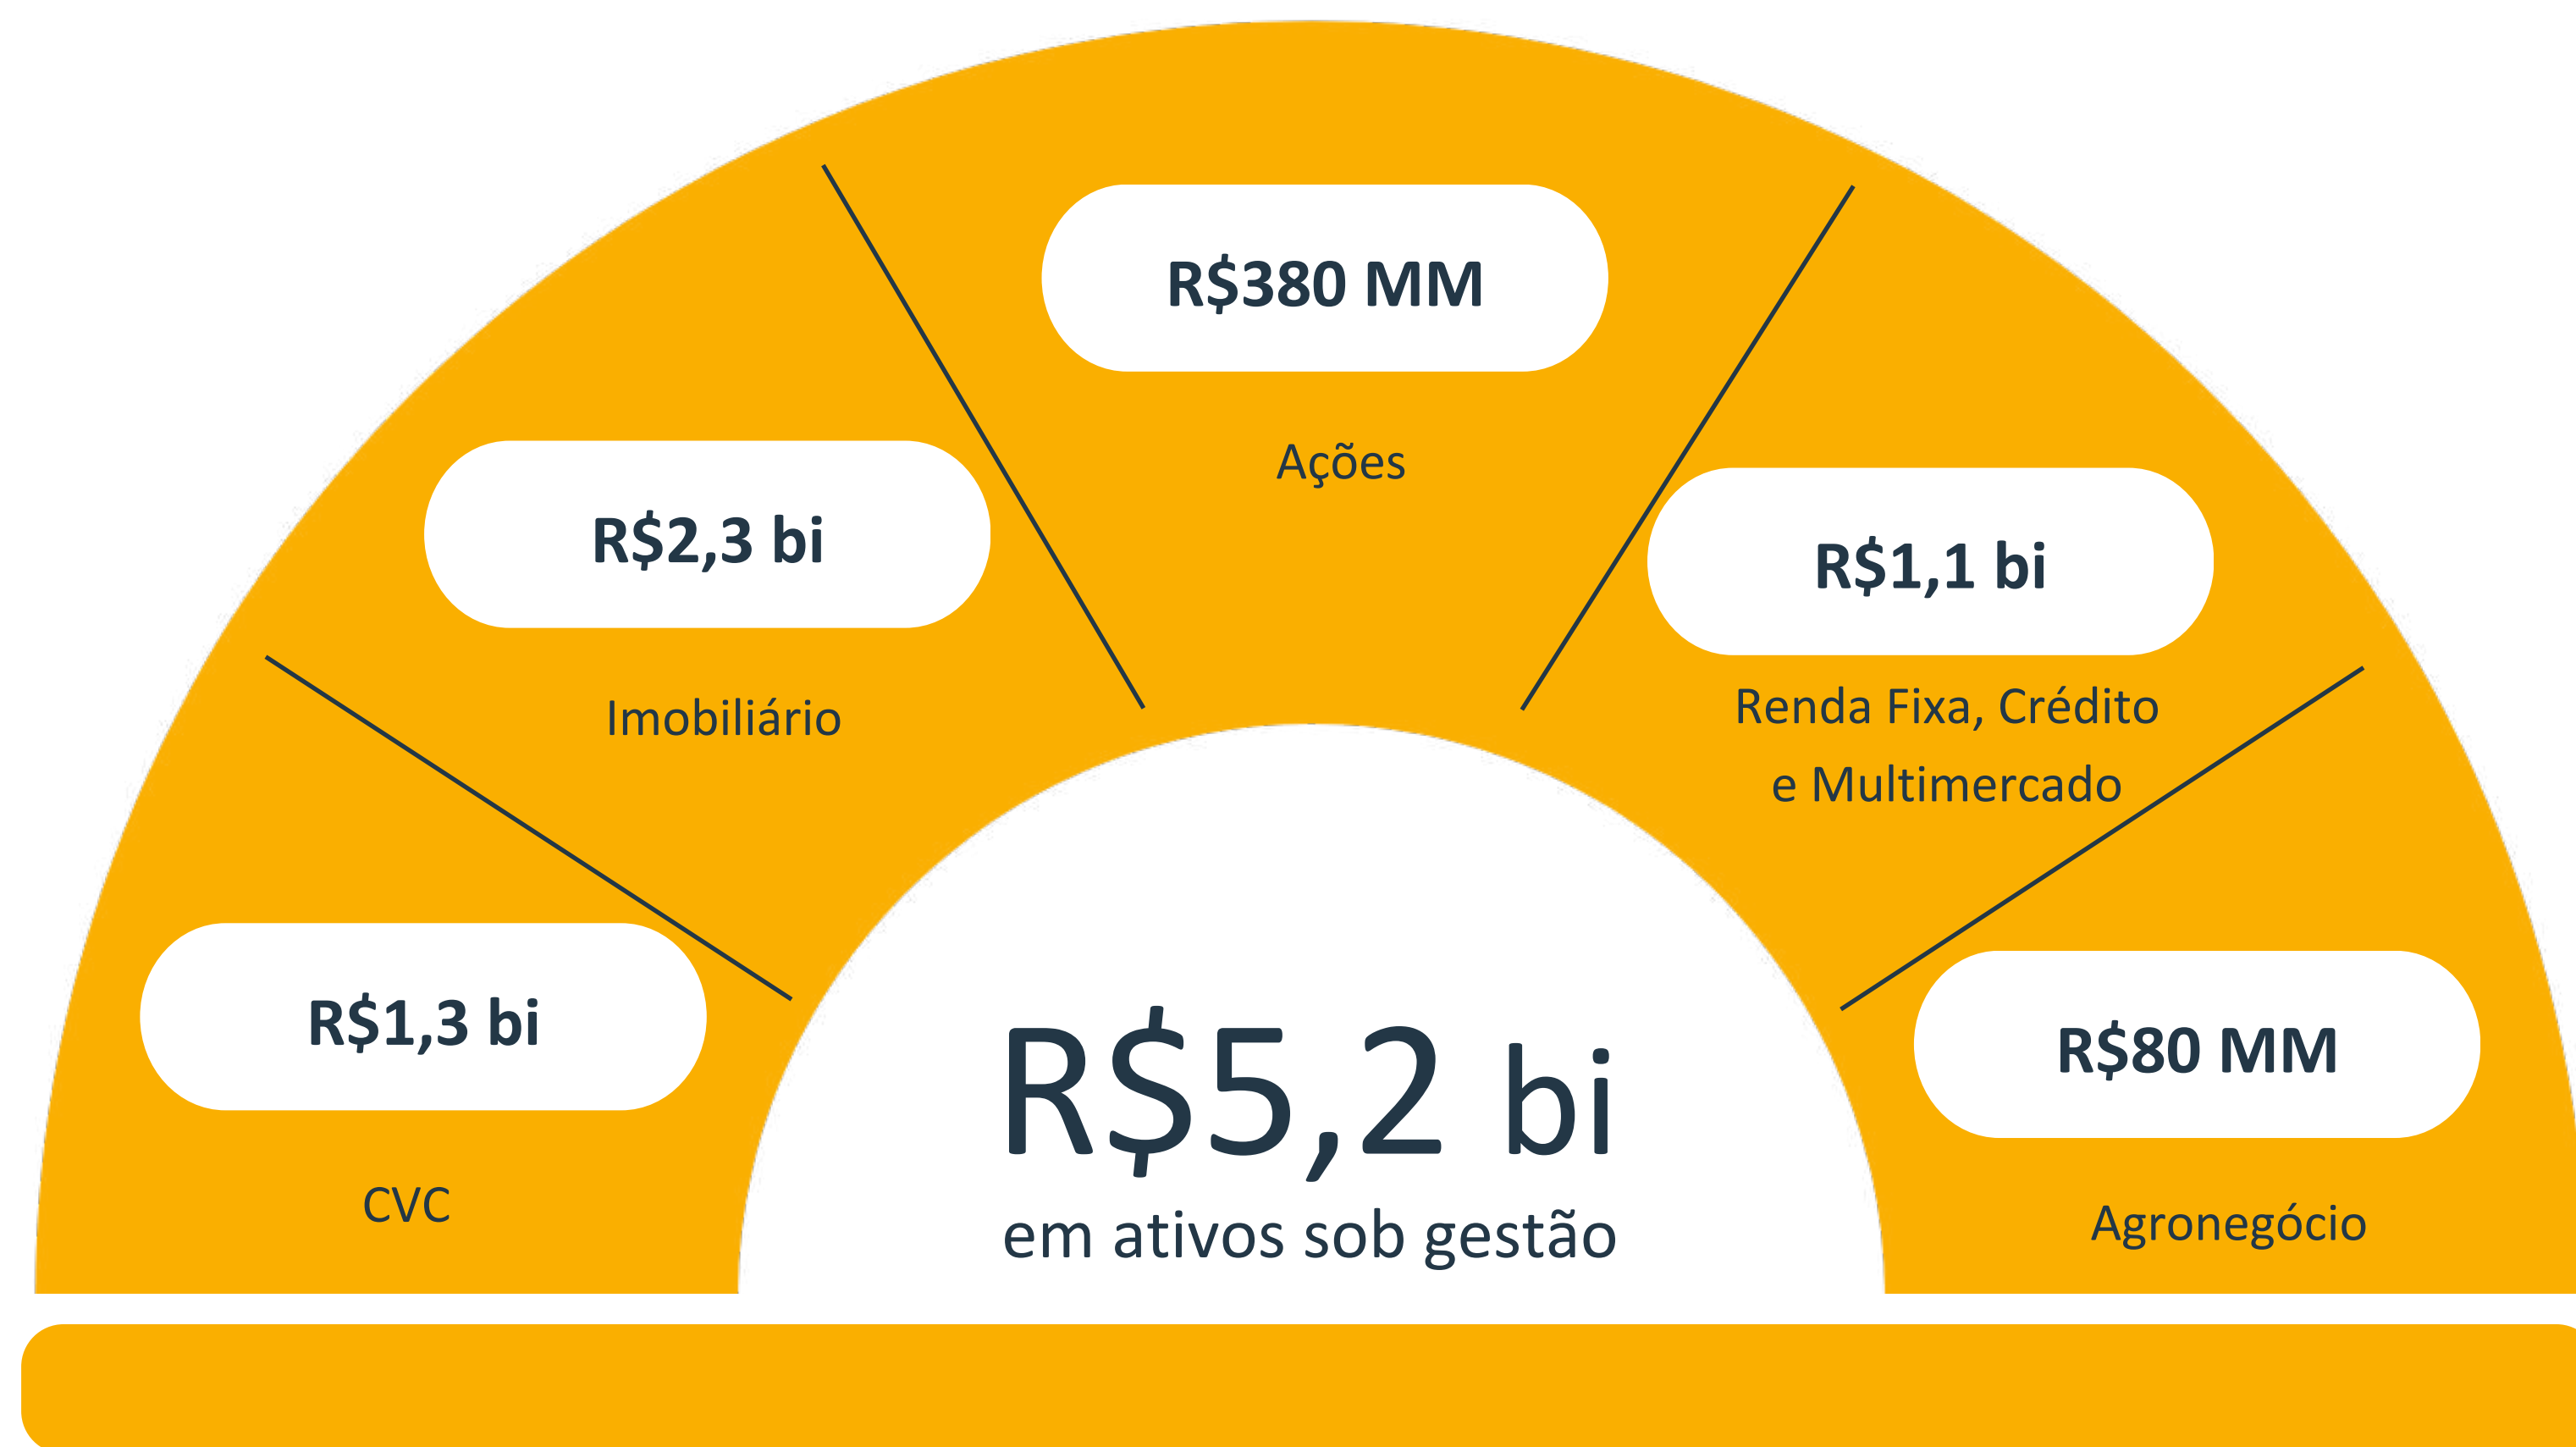 R$380 MM
Ações
R$2,3 bi
Imobiliário
R$1,1 bi
Renda Fixa, Crédito
e Multimercado
R$1,3 bi
CVC
R$5,2 bi
em ativos sob gestão
R$80 MM
Agronegócio